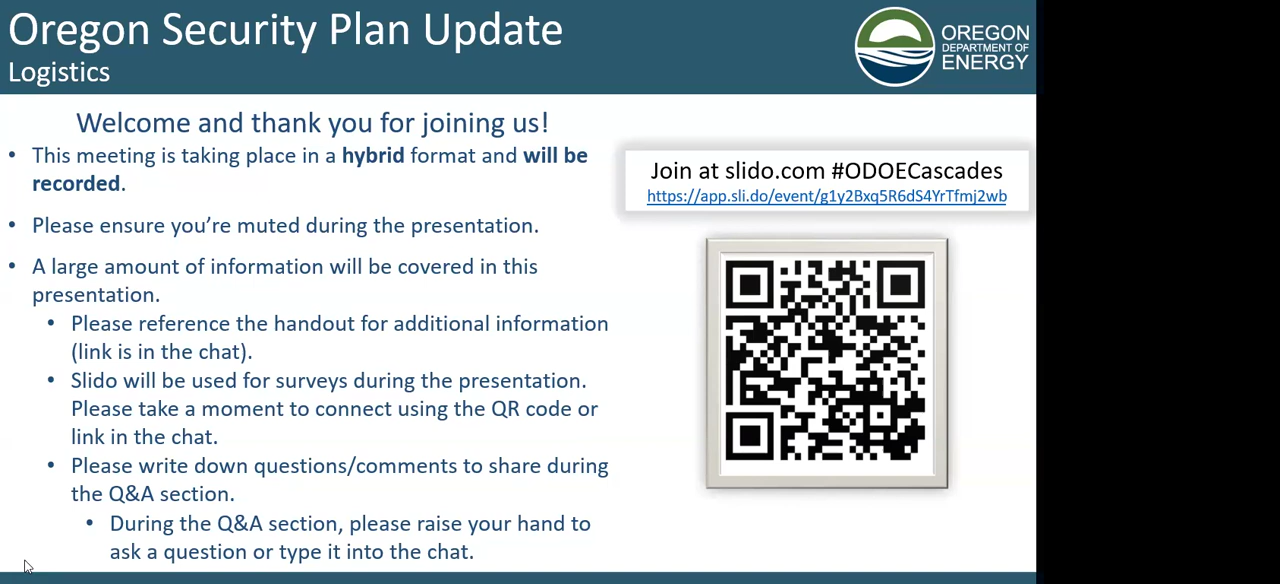 Oregon Security Plan Update
Logistics
OREGON
DEPARTMENT OF
ENERGY
Welcome and thank you for joining us!
• This meeting is taking place in a hybrid format and will be
recorded.
• Please ensure you’re muted during the presentation.
• A large amount of information will be covered in this
presentation.
• Please reference the handout for additional information
(link is in the chat).
• Slido will be used for surveys during the presentation.
Please take a moment to connect using the QR code or
link in the chat.
• Please write down questions/comments to share during
the Q&A section.
• During the Q&A section, please raise your hand to
ask a question or type it into the chat.
Join at slido.com #ODOECascades
https://app.sli.do/event/g1y2Bxq5R6dS4YrTfmj2wb